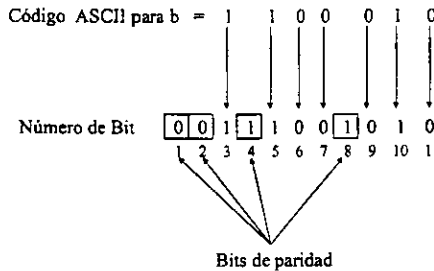 Código ASCII para b = 1 1 0 0 0 1 0
Número de Bit 0 0 1 1 1 0 0 1 0 1 0
1 2 3 4 5 6 7 8 9 10 1
Bits de paridad